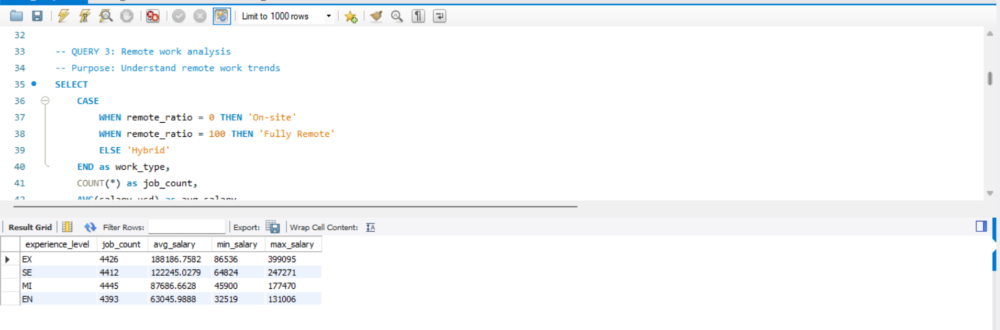 Limit to 1000 rows
32
33 -- QUERY 3: Remote work analysis
34 -- Purpose: Understand remote work trends
35 SELECT
36 CASE
37 WHEN remote_ratio = 0 THEN 'On-site'
38 WHEN remote_ratio = 100 THEN 'Fully Remote'
39 ELSE 'Hybrid'
40 END as work_type,
41 COUNT(*) as job_count,
42 AVG(salary_usd) as avg_salary
Result Grid Filter Rows: Export: Wrap Cell Content:
experience_level job_count avg_salary min_salary max_salary
EX 4426 188186.7582 86536 399095
SE 4412 122245.0279 64824 247271
MI 4445 87686.6628 45900 177470
EN 4393 63045.9888 32519 131006